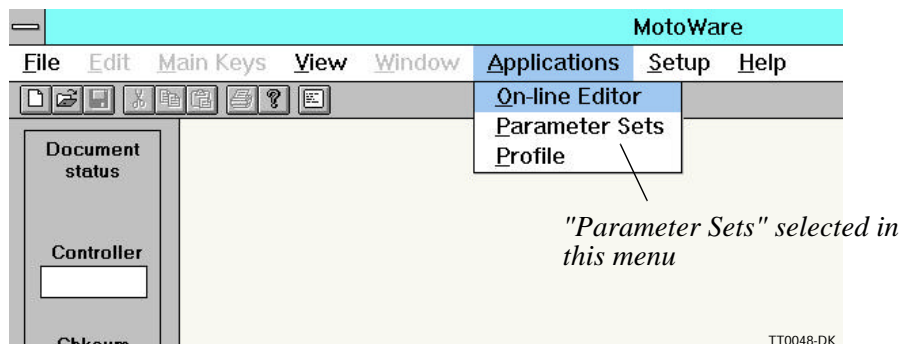 MotoWare
File Edit Main Keys View Window Applications Setup Help
On-line Editor
Parameter Sets
Profile
Document
status
Controller
"Parameter Sets" selected in
this menu
TT0048-DK